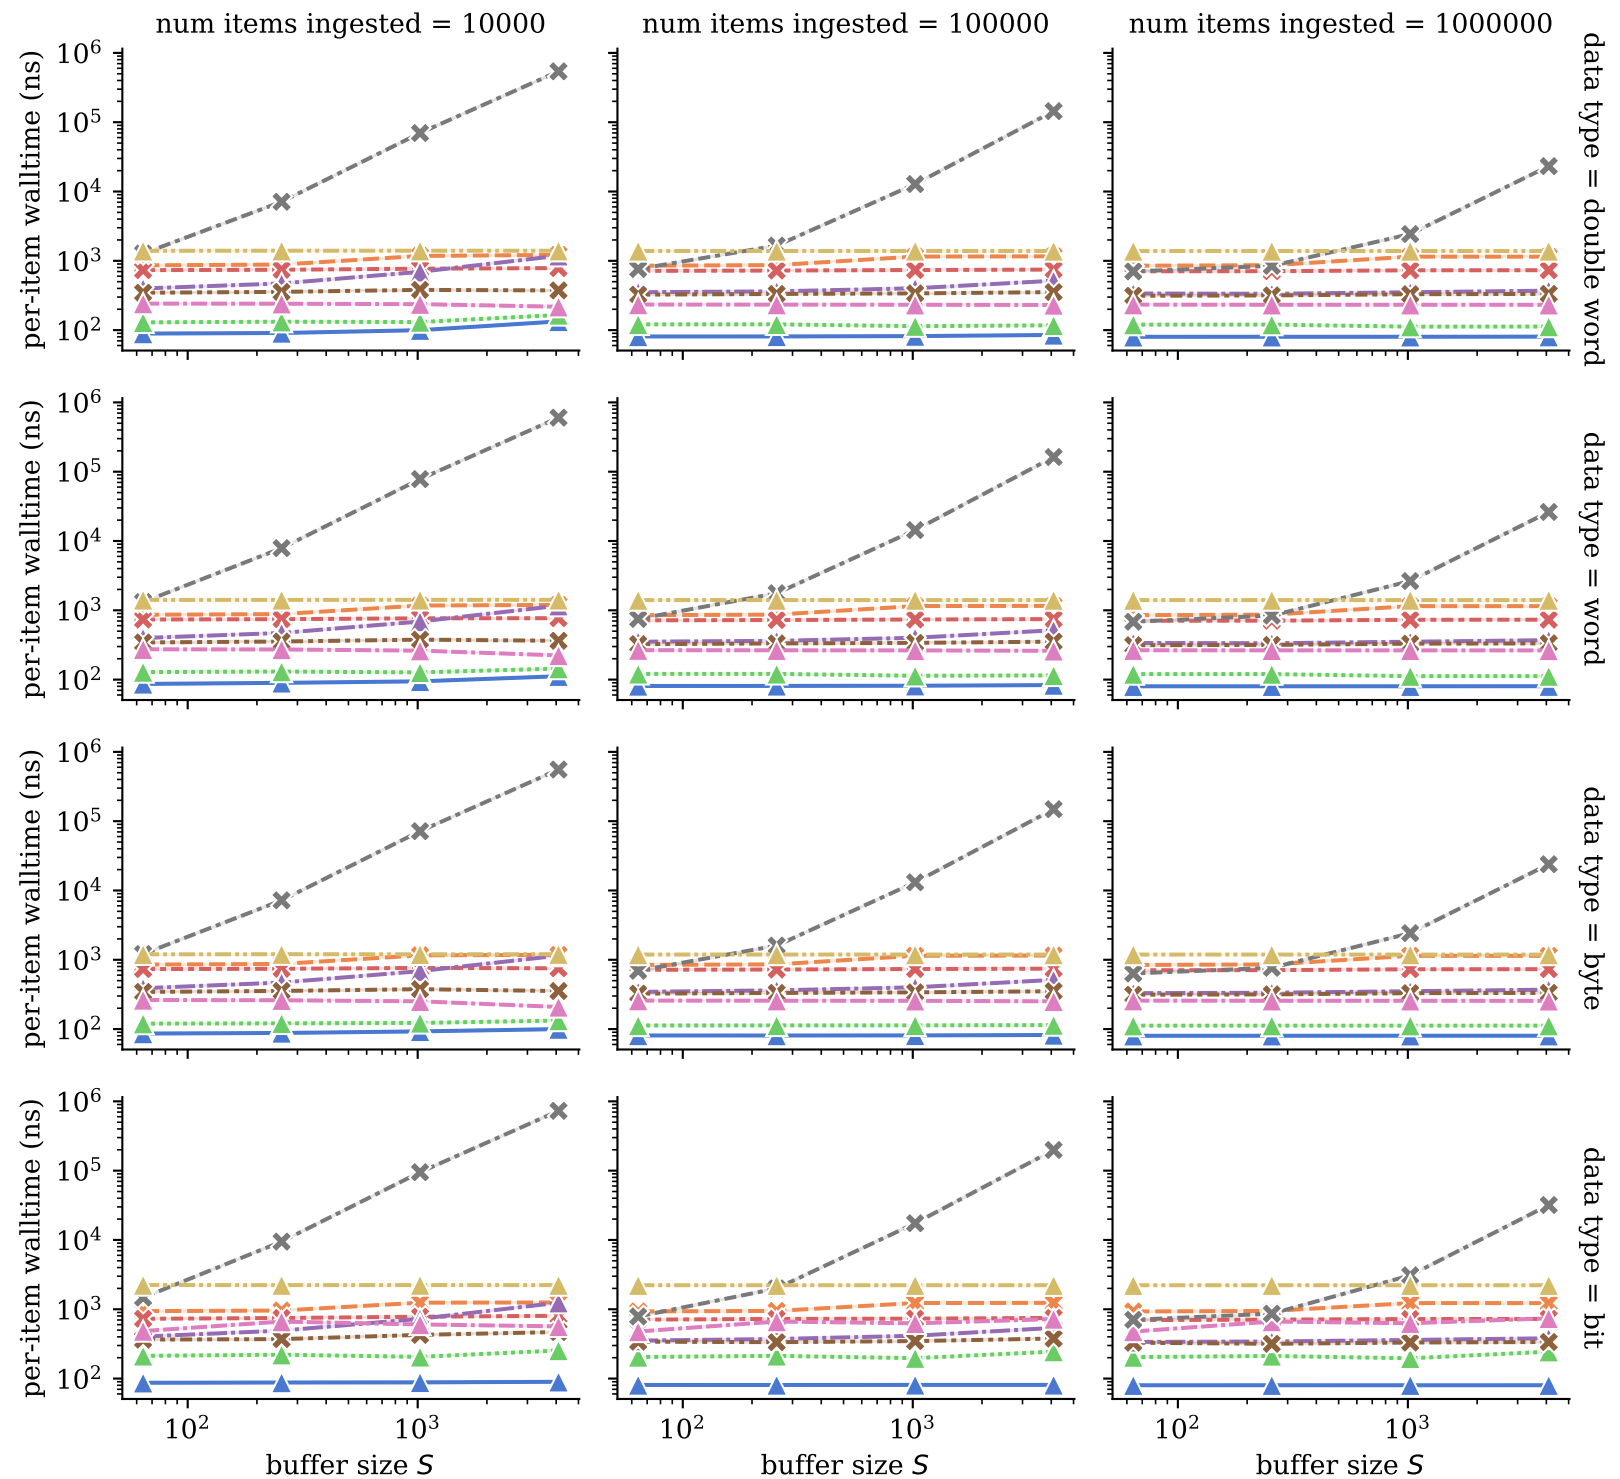 num items ingested = 10000
num items ingested = 100000
num items ingested = 1000000
per-item walltime (ns)
10⁶
10⁵
10⁴
10³
10²
data type = double word
per-item walltime (ns)
10⁶
10⁵
10⁴
10³
10²
data type = word
per-item walltime (ns)
10⁶
10⁵
10⁴
10³
10²
data type = byte
per-item walltime (ns)
10⁶
10⁵
10⁴
10³
10²
data type = bit
10² 10³ 10² 10³ 10² 10³
buffer size S
buffer size S
buffer size S